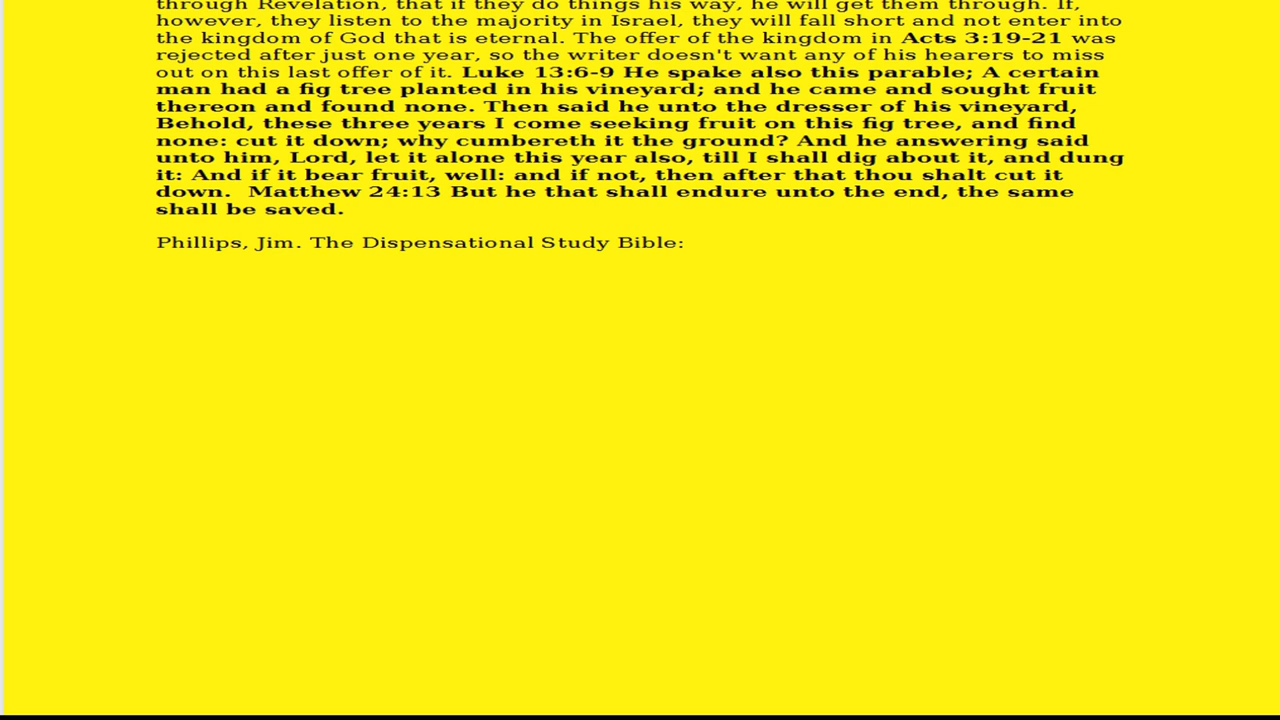 through Revelation, that if they do things his way, he will get them through. If,
however, they listen to the majority in Israel, they will fall short and not enter into
the kingdom of God that is eternal. The offer of the kingdom in Acts 3:19-21 was
rejected after just one year, so the writer doesn't want any of his hearers to miss
out on this last offer of it. Luke 13:6-9 He spake also this parable; A certain
man had a fig tree planted in his vineyard; and he came and sought fruit
thereon and found none. Then said he unto the dresser of his vineyard,
Behold, these three years I come seeking fruit on this fig tree, and find
none: cut it down; why cumbereth it the ground? And he answering said
unto him, Lord, let it alone this year also, till I shall dig about it, and dung
it: And if it bear fruit, well: and if not, then after that thou shalt cut it
down.  Matthew 24:13 But he that shall endure unto the end, the same
shall be saved.
Phillips, Jim. The Dispensational Study Bible: